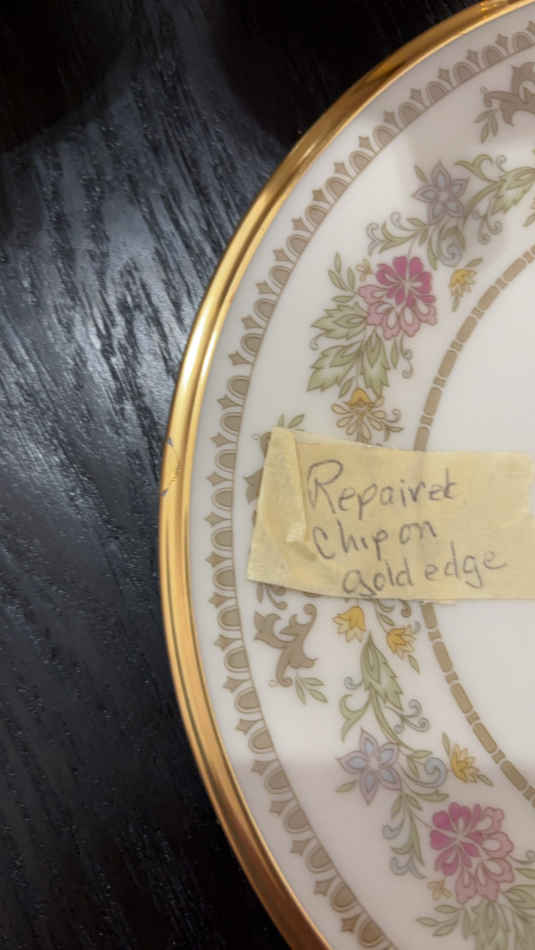 Repaired
Chip on
gold edge